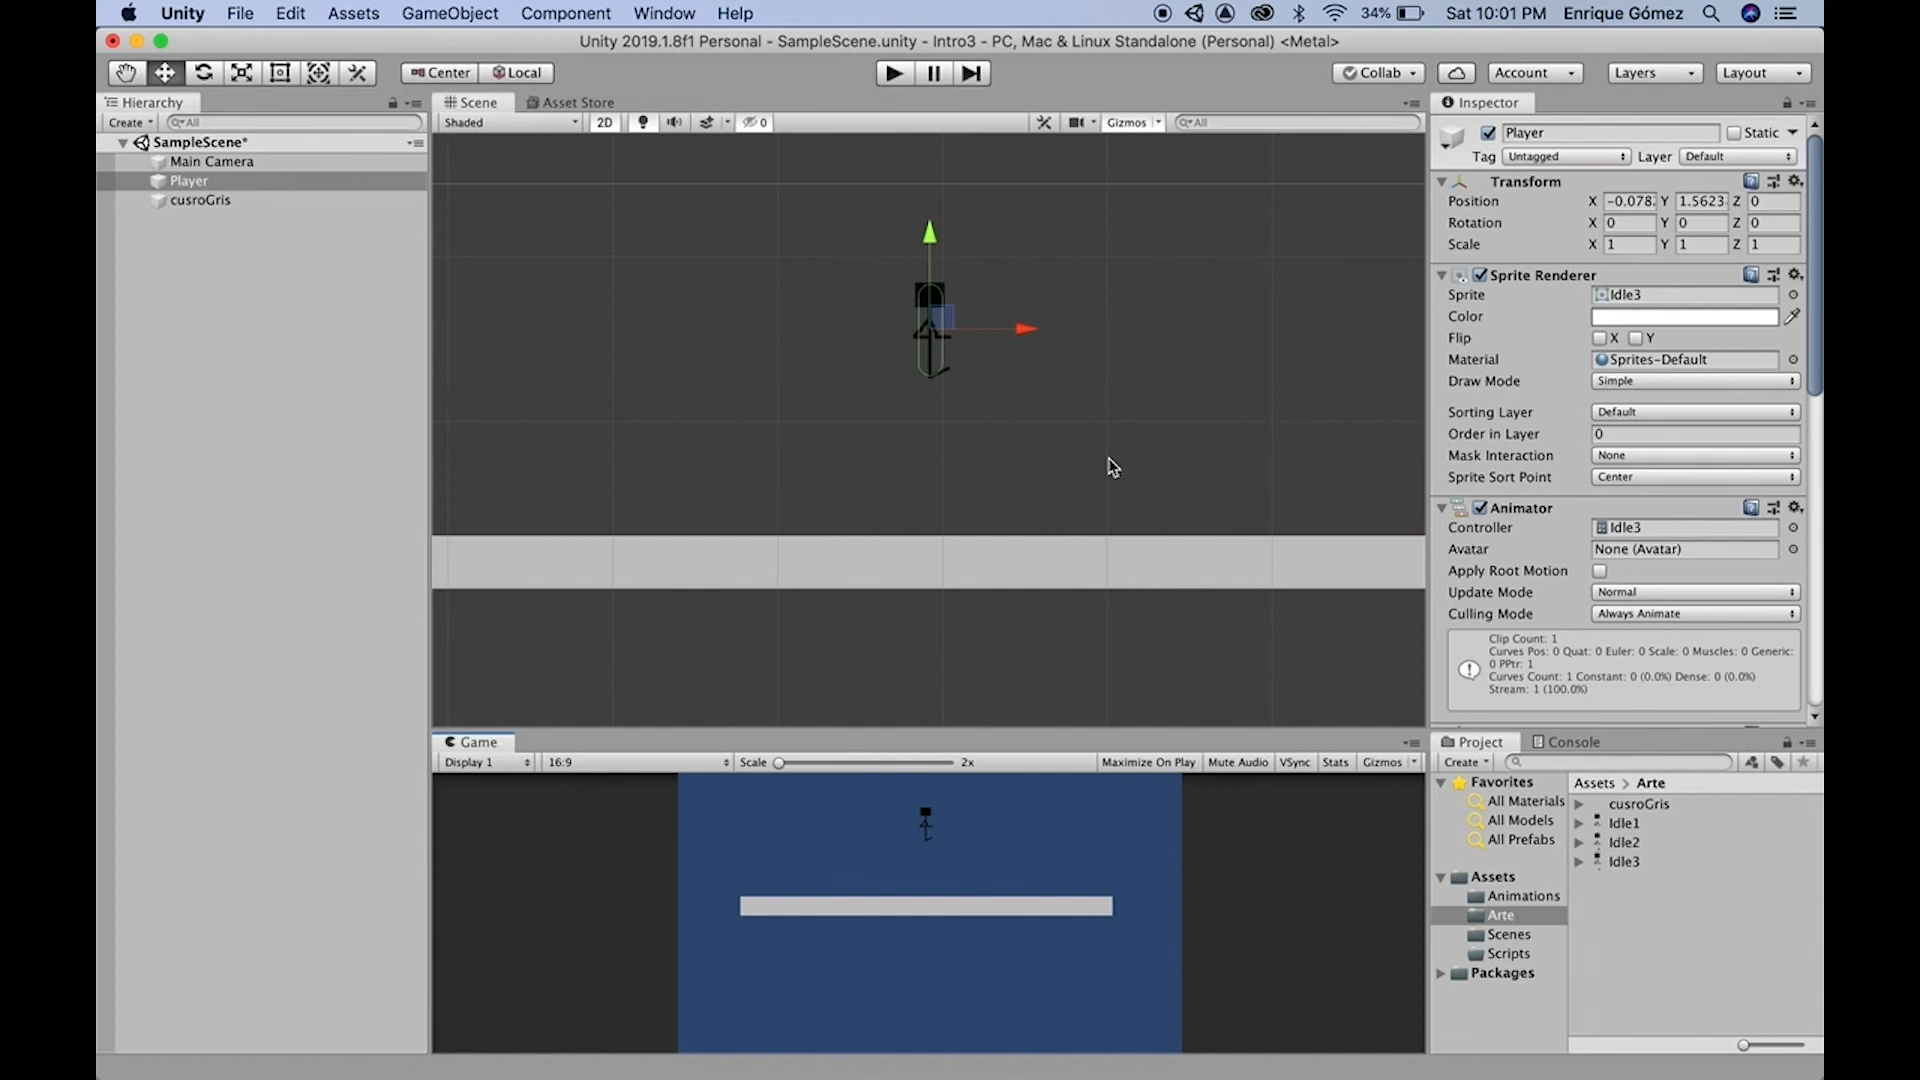 Unity File Edit Assets GameObject Component Window Help 34% Sat 10:01 PM Enrique Gómez
Unity 2019.1.8f1 Personal - SampleScene.unity - Intro3 - PC, Mac & Linux Standalone (Personal) <Metal>
Center Local Collab Account Layers Layout
Hierarchy
Create All
SampleScene*
Main Camera
Player
cusroGris
Scene Asset Store
Shaded 2D 0 Gizmos All
Inspector
Player Static
Tag Untagged Layer Default
Transform
Position X -0.078 Y 1.5623 Z 0
Rotation X 0 Y 0 Z 0
Scale X 1 Y 1 Z 1
Sprite Renderer
Sprite Idle3
Color
Flip X Y
Material Sprites-Default
Draw Mode Simple
Sorting Layer Default
Order in Layer 0
Mask Interaction None
Sprite Sort Point Center
Animator
Controller Idle3
Avatar None (Avatar)
Apply Root Motion
Update Mode Normal
Culling Mode Always Animate
Clip Count: 1
Curves Pos: 0 Quat: 0 Euler: 0 Scale: 0 Muscles: 0 Generic:
0 PPtr: 1
Curves Count: 1 Constant: 0 (0.0%) Dense: 0 (0.0%)
Stream: 1 (100.0%)
Game
Display 1 16:9 Scale 2x Maximize On Play Mute Audio VSync Stats Gizmos
Project Console
Create
Favorites
All Materials
All Models
All Prefabs
Assets
Animations
Arte
Scenes
Scripts
Packages
Assets > Arte
cusroGris
Idle1
Idle2
Idle3